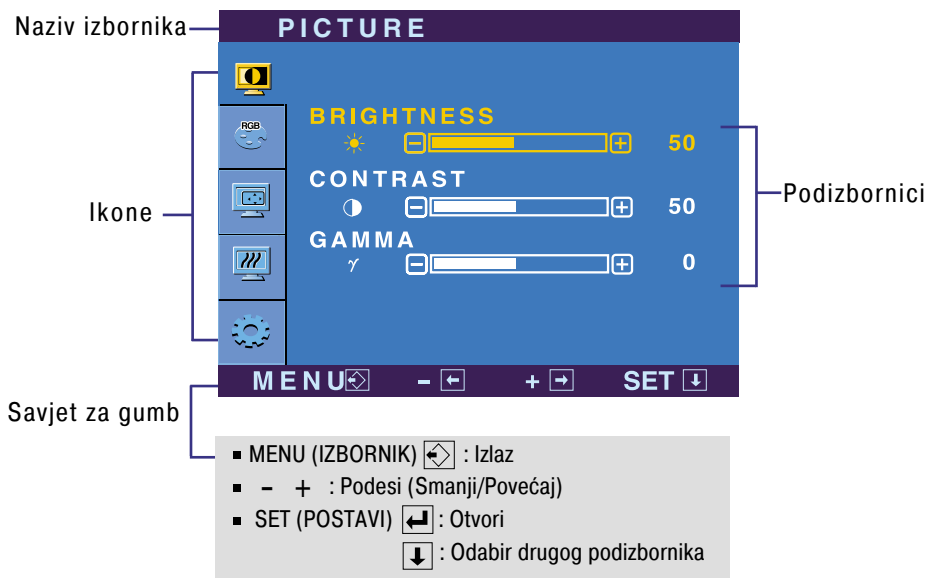 Naziv izbornika
PICTURE
RGB
BRIGHTNESS
- + 50
CONTRAST
- + 50
GAMMA
γ - + 0
Ikone
Podizbornici
MENU - + SET
Savjet za gumb
▪ MENU (IZBORNIK) : Izlaz
▪ - + : Podesi (Smanji/Povećaj)
▪ SET (POSTAVI) : Otvori
: Odabir drugog podizbornika